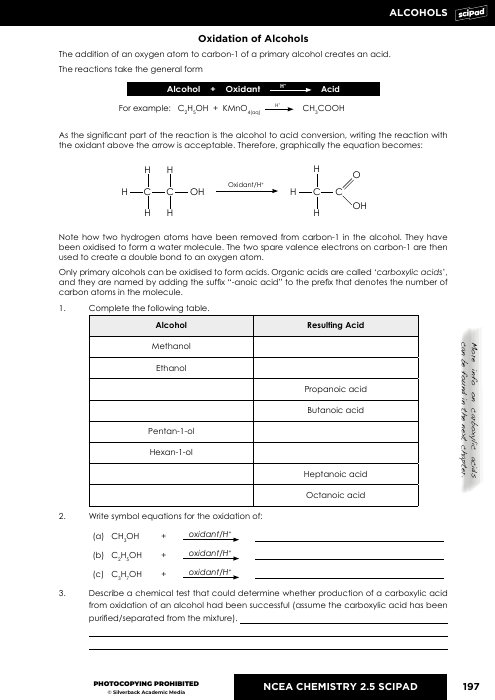 ALCOHOLS scipad
Oxidation of Alcohols
The addition of an oxygen atom to carbon-1 of a primary alcohol creates an acid.
The reactions take the general form
Alcohol + Oxidant H⁺ Acid
For example: C₂H₅OH + KMnO₄₍ₐq₎ H⁺ CH₃COOH
As the significant part of the reaction is the alcohol to acid conversion, writing the reaction with
the oxidant above the arrow is acceptable. Therefore, graphically the equation becomes:
H H H O
H C C OH Oxidant/H⁺ H C C
H H H OH
Note how two hydrogen atoms have been removed from carbon-1 in the alcohol. They have
been oxidised to form a water molecule. The two spare valence electrons on carbon-1 are then
used to create a double bond to an oxygen atom.
Only primary alcohols can be oxidised to form acids. Organic acids are called ‘carboxylic acids’,
and they are named by adding the suffix “-anoic acid” to the prefix that denotes the number of
carbon atoms in the molecule.
1. Complete the following table.
Alcohol Resulting Acid
Methanol
Ethanol
Propanoic acid
Butanoic acid
Pentan-1-ol
Hexan-1-ol
Heptanoic acid
Octanoic acid
More info on carboxylic acids
can be found in the next chapter.
2. Write symbol equations for the oxidation of:
(a) CH₃OH + oxidant/H⁺
(b) C₂H₅OH + oxidant/H⁺
(c) C₃H₇OH + oxidant/H⁺
3. Describe a chemical test that could determine whether production of a carboxylic acid
from oxidation of an alcohol had been successful (assume the carboxylic acid has been
purified/separated from the mixture).
PHOTOCOPYING PROHIBITED
© Silverback Academic Media
NCEA CHEMISTRY 2.5 SCIPAD 197